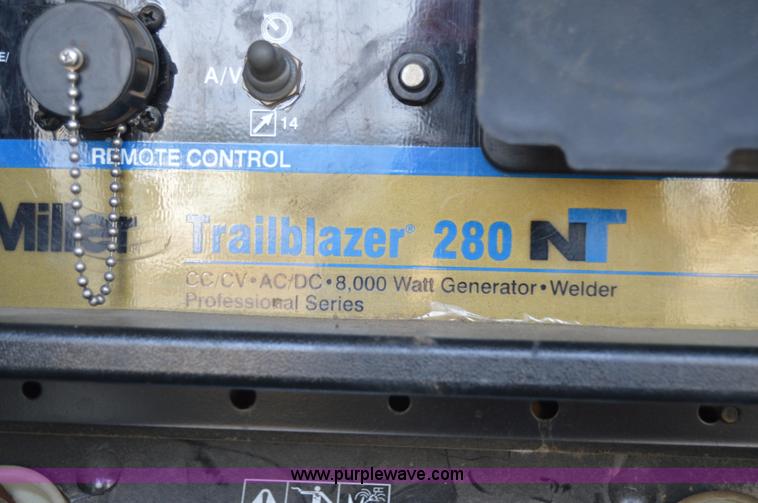 E/
A/V
14
REMOTE CONTROL
Miller Trailblazer® 280 NT
CC/CV•AC/DC•8,000 Watt Generator•Welder
Professional Series
www.purplewave.com